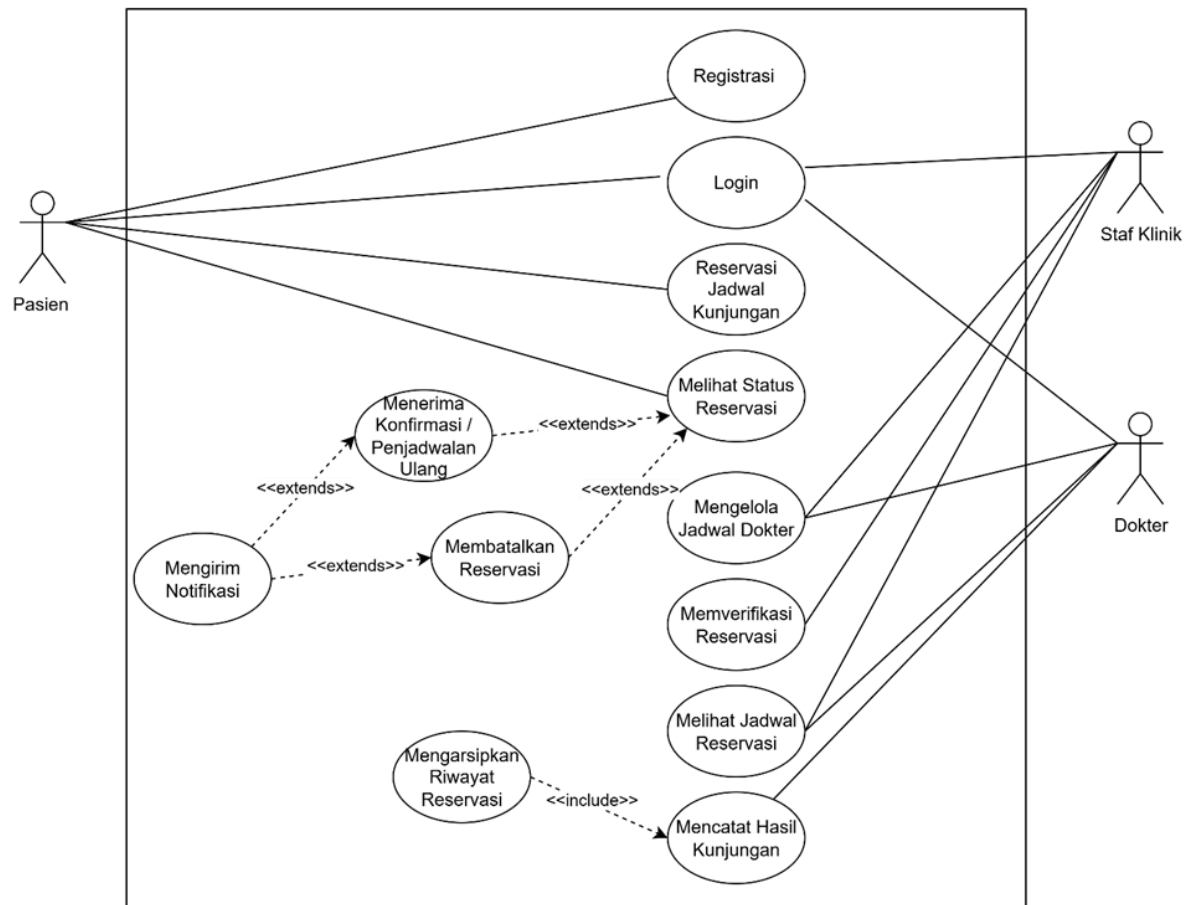 Registrasi
Login
Staf Klinik
Pasien
Reservasi
Jadwal
Kunjungan
Melihat Status
Reservasi
Menerima
Konfirmasi /
Penjadwalan
Ulang
<<extends>>
<<extends>>
<<extends>>
Mengelola
Jadwal Dokter
Dokter
Membatalkan
Reservasi
<<extends>>
Mengirim
Notifikasi
Memverifikasi
Reservasi
Melihat Jadwal
Reservasi
Mengarsipkan
Riwayat
Reservasi
<<include>>
Mencatat Hasil
Kunjungan